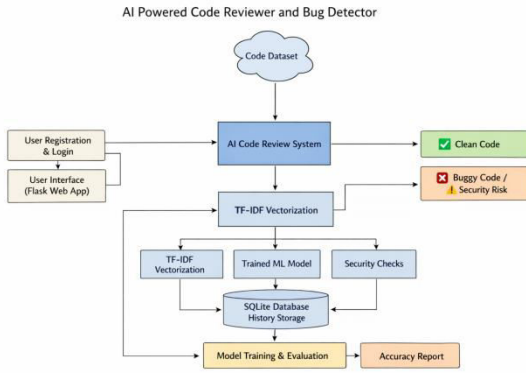 AI Powered Code Reviewer and Bug Detector
Code Dataset
User Registration
& Login
AI Code Review System
✅ Clean Code
User Interface
(Flask Web App)
❌ Buggy Code /
⚠️ Security Risk
TF-IDF Vectorization
TF-IDF
Vectorization
Trained ML Model
Security Checks
SQLite Database
History Storage
Model Training & Evaluation
Accuracy Report